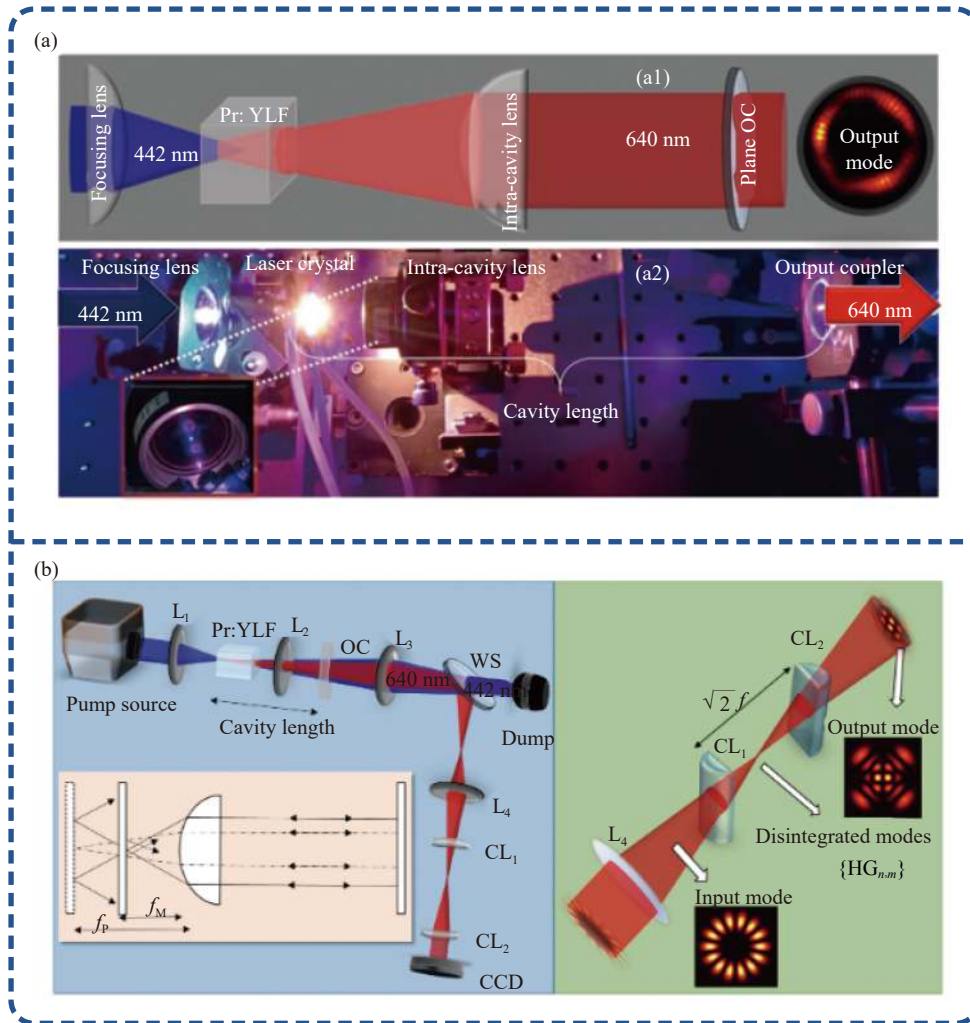 (a)
(a1)
Focusing lens
442 nm
Pr: YLF
Intra-cavity lens
640 nm
Plane OC
Output
mode
Focusing lens
Laser crystal
Intra-cavity lens
(a2)
Output coupler
442 nm
640 nm
Cavity length
(b)
L1
Pr:YLF
L2
OC
L3
640 nm
WS
442 nm
Pump source
Cavity length
Dump
L4
CL1
CL2
CCD
fM
fP
CL2
√2 f
CL1
Output mode
L4
Disintegrated modes
{HGn,m}
Input mode